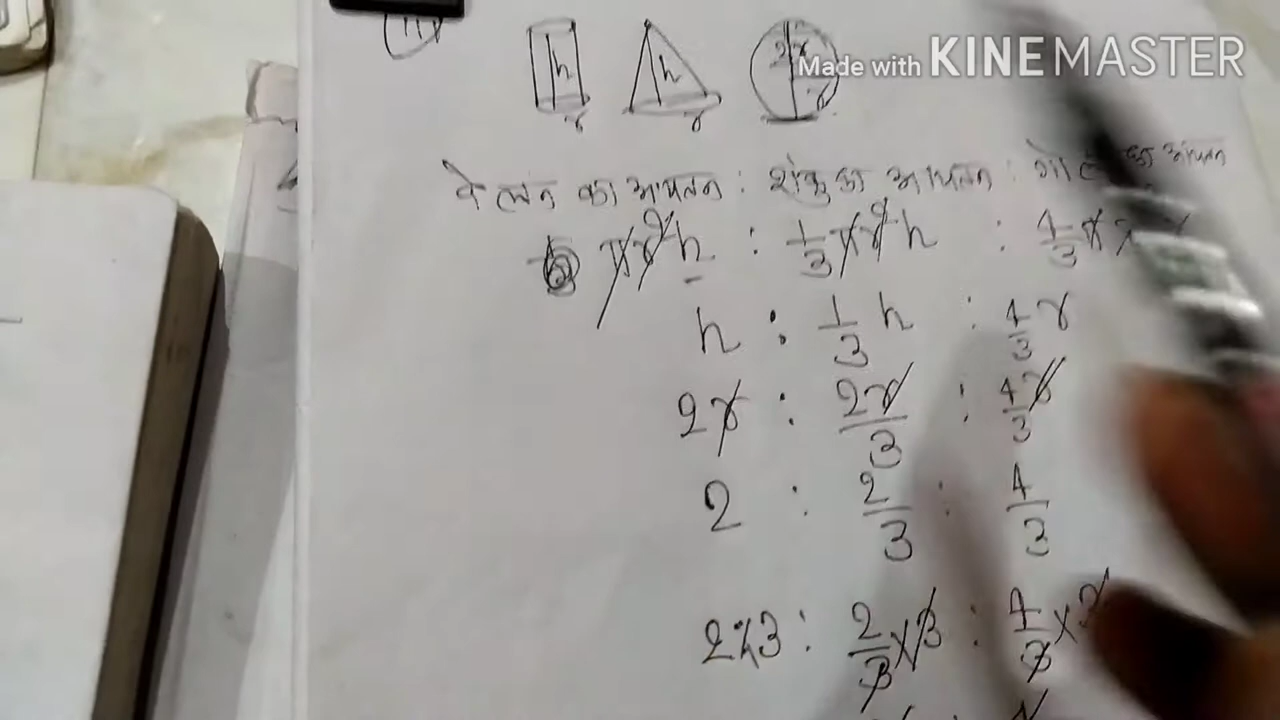 Made with KINEMASTER
h h 2r
r r r
बेलन का आयतन : शंकु का आयतन : गोले का आयतन
πr²h : 1/3 πr²h : 4/3 π
h : 1/3 h : 4/3 r
2r : 2r/3 : 4/3 r
2 : 2/3 : 4/3
2×3 : 2/3 ×3 : 4/3 ×3